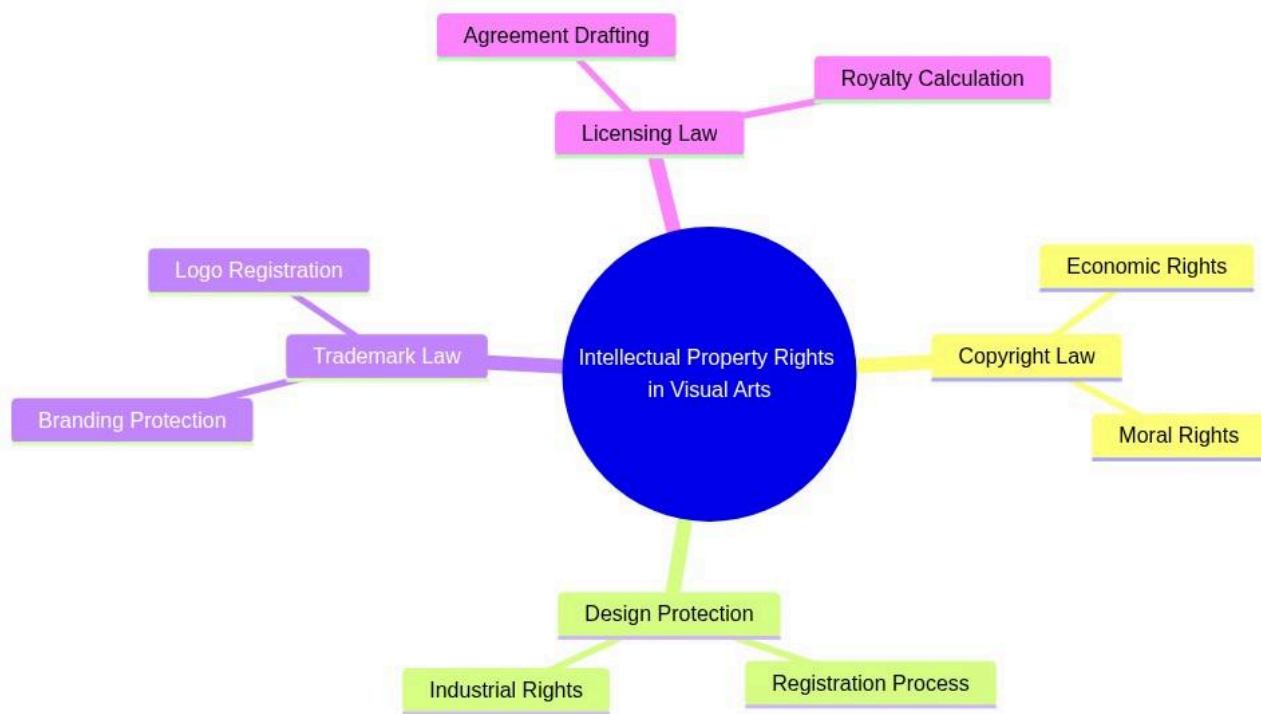 Agreement Drafting
Royalty Calculation
Licensing Law
Logo Registration
Economic Rights
Trademark Law
Intellectual Property Rights
in Visual Arts
Copyright Law
Branding Protection
Moral Rights
Design Protection
Industrial Rights
Registration Process